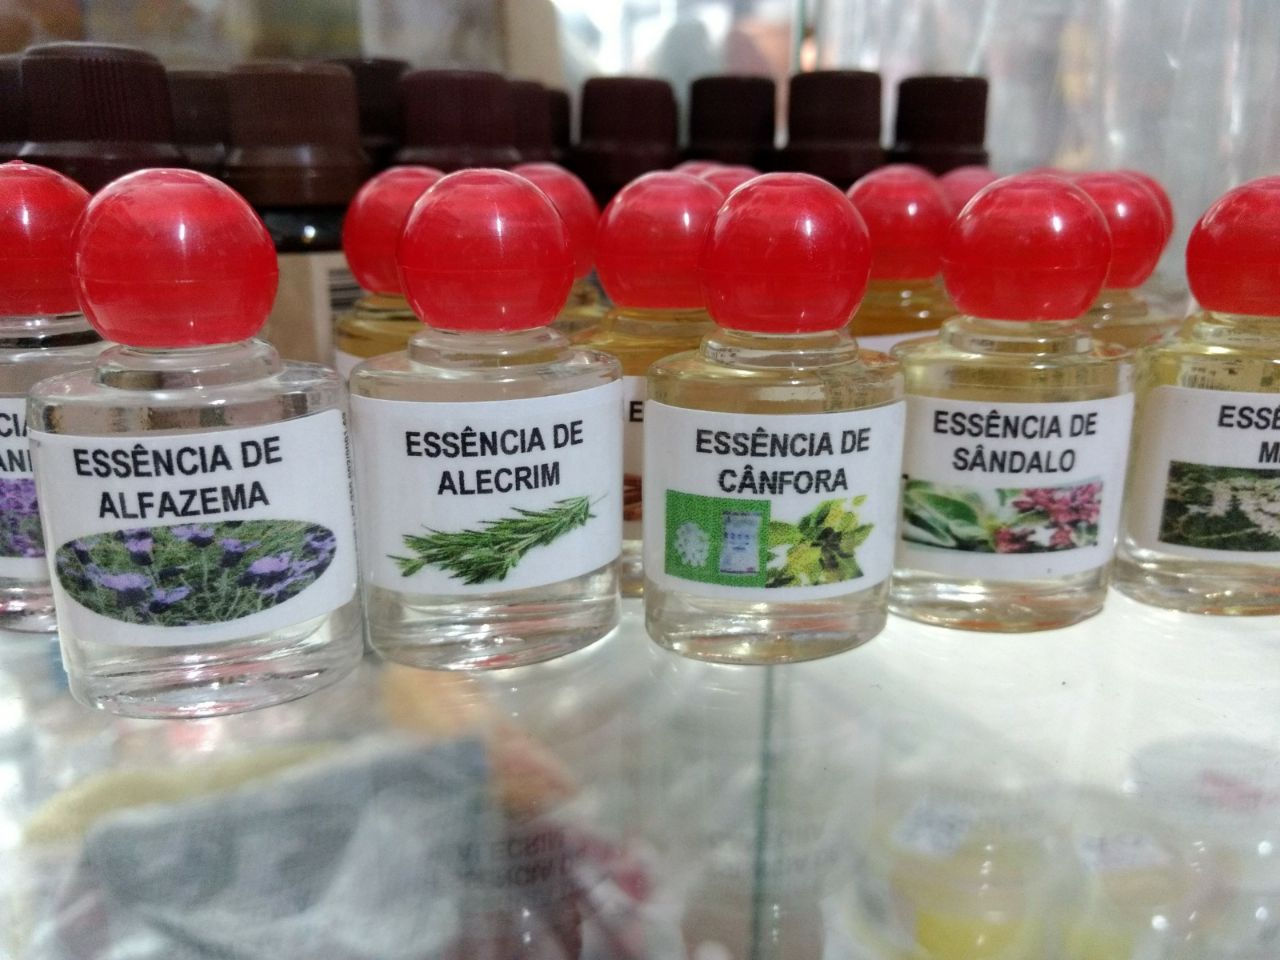 ESSÊNCIA DE
ALFAZEMA
ESSÊNCIA DE
ALECRIM
ESSÊNCIA DE
CÂNFORA
ESSÊNCIA DE
SÂNDALO